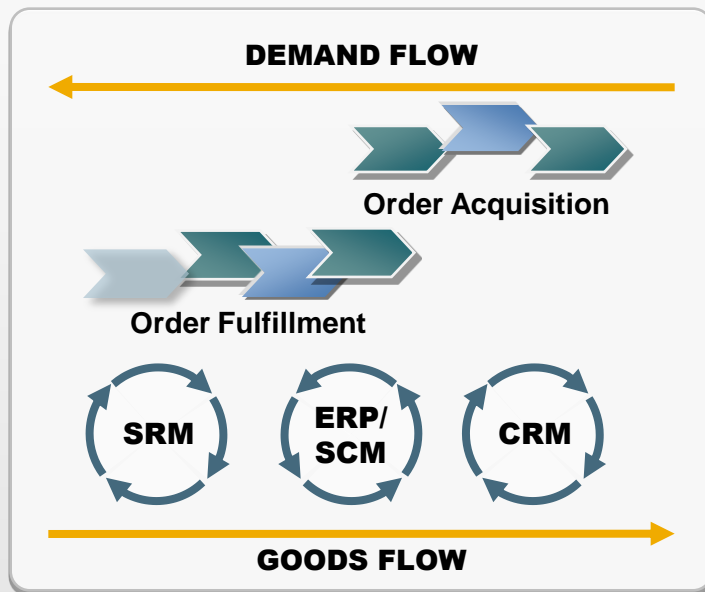 DEMAND FLOW
Order Acquisition
Order Fulfillment
SRM
ERP/
SCM
CRM
GOODS FLOW